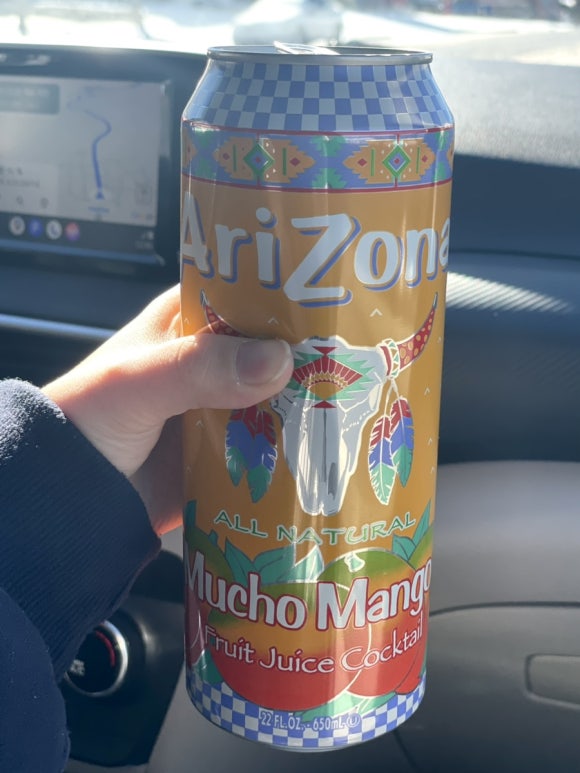 AriZona
ALL NATURAL
Mucho Mango
Fruit Juice Cocktail
22 FL.OZ. - 650mL